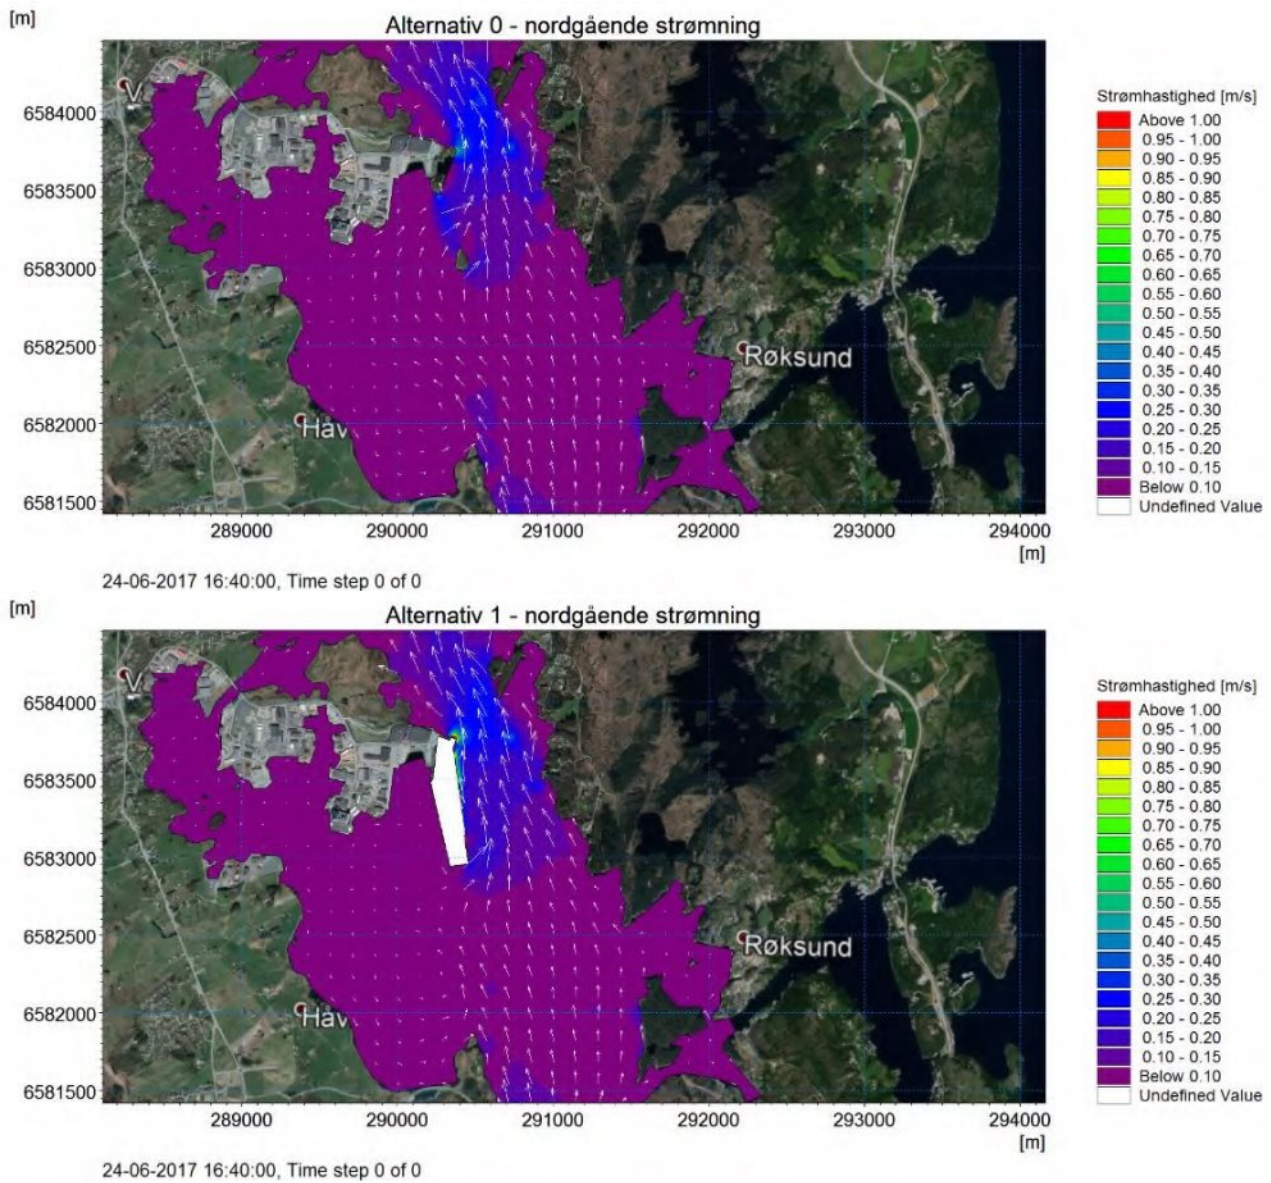 [m]
Alternativ 0 - nordgående strømning
6584000
6583500
6583000
6582500
6582000
6581500
V
Røksund
Håv
289000 290000 291000 292000 293000 294000
[m]
24-06-2017 16:40:00, Time step 0 of 0
Strømhastighed [m/s]
Above 1.00
0.95 - 1.00
0.90 - 0.95
0.85 - 0.90
0.80 - 0.85
0.75 - 0.80
0.70 - 0.75
0.65 - 0.70
0.60 - 0.65
0.55 - 0.60
0.50 - 0.55
0.45 - 0.50
0.40 - 0.45
0.35 - 0.40
0.30 - 0.35
0.25 - 0.30
0.20 - 0.25
0.15 - 0.20
0.10 - 0.15
Below 0.10
Undefined Value
[m]
Alternativ 1 - nordgående strømning
6584000
6583500
6583000
6582500
6582000
6581500
V
Røksund
Håv
289000 290000 291000 292000 293000 294000
[m]
24-06-2017 16:40:00, Time step 0 of 0
Strømhastighed [m/s]
Above 1.00
0.95 - 1.00
0.90 - 0.95
0.85 - 0.90
0.80 - 0.85
0.75 - 0.80
0.70 - 0.75
0.65 - 0.70
0.60 - 0.65
0.55 - 0.60
0.50 - 0.55
0.45 - 0.50
0.40 - 0.45
0.35 - 0.40
0.30 - 0.35
0.25 - 0.30
0.20 - 0.25
0.15 - 0.20
0.10 - 0.15
Below 0.10
Undefined Value